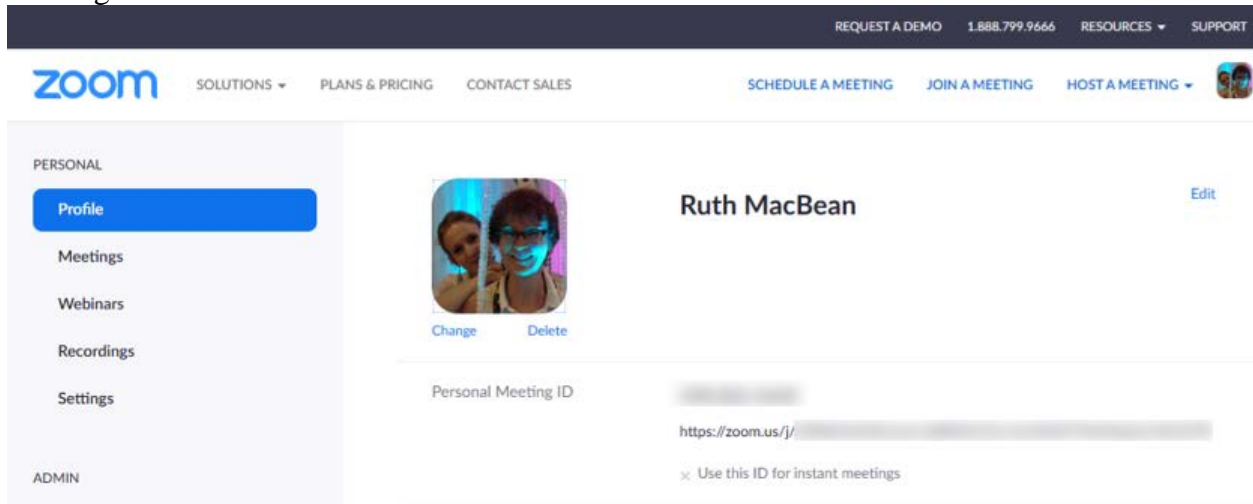 REQUEST A DEMO 1.888.799.9666 RESOURCES SUPPORT
zoom SOLUTIONS PLANS & PRICING CONTACT SALES SCHEDULE A MEETING JOIN A MEETING HOST A MEETING
PERSONAL
Profile
Meetings
Webinars
Recordings
Settings
ADMIN
Ruth MacBean
Edit
Change Delete
Personal Meeting ID
https://zoom.us/j/
Use this ID for instant meetings